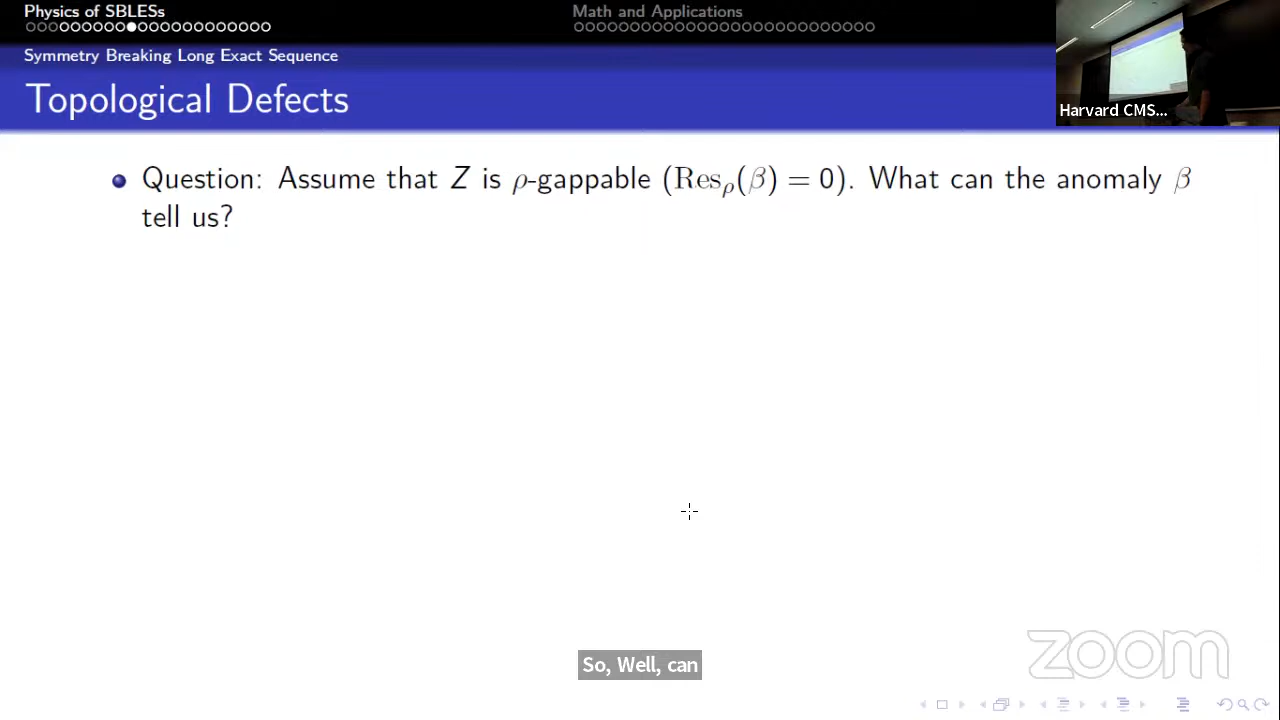 Physics of SBLESs
Math and Applications
Symmetry Breaking Long Exact Sequence
Topological Defects
Harvard CMS...
Question: Assume that Z is ρ-gappable (Res_ρ(β) = 0). What can the anomaly β
tell us?
So, Well, can
zoom